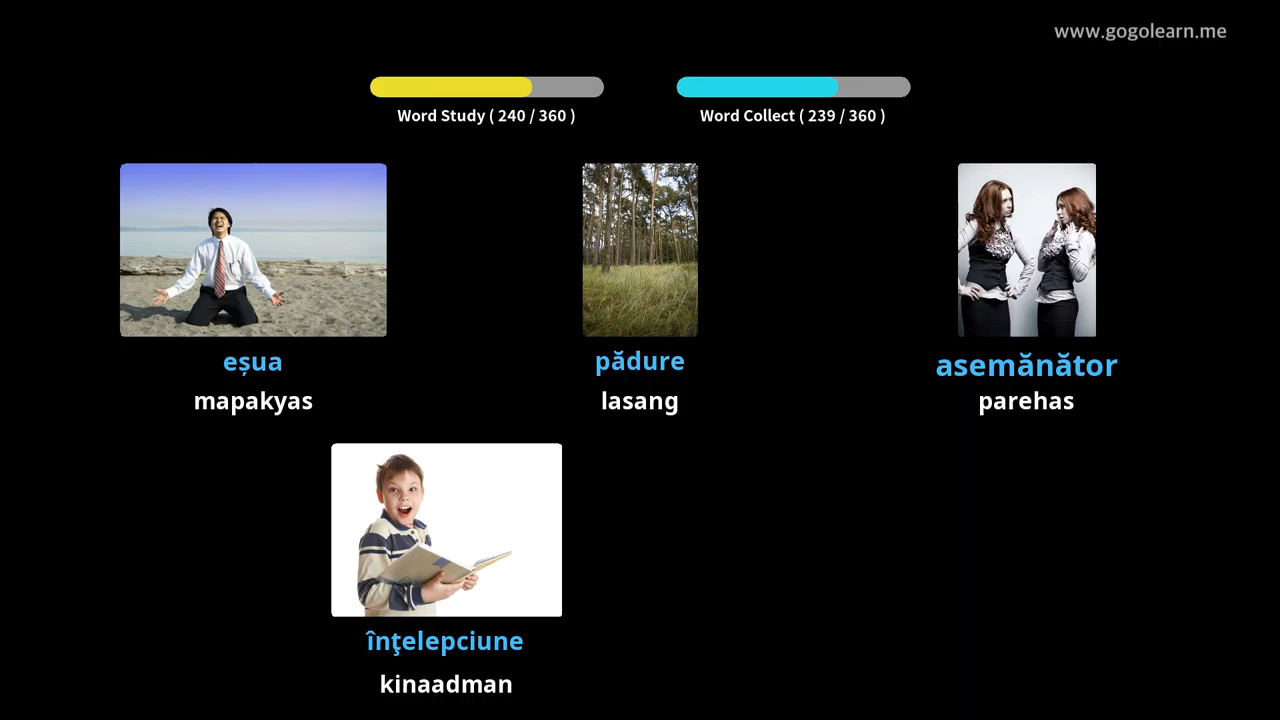 www.gogolearn.me
Word Study ( 240 / 360 )
Word Collect ( 239 / 360 )
eșua
mapakyas
pădure
lasang
asemănător
parehas
înţelepciune
kinaadman